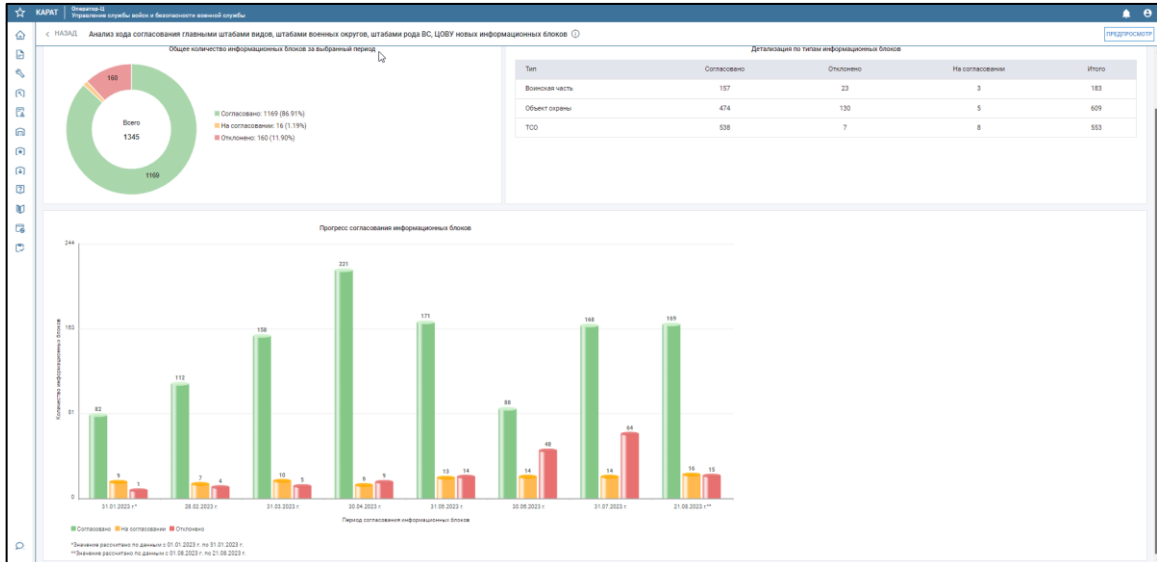 КАРАТ
Оператор-Ц
Управление службы войск и безопасности военной службы
< НАЗАД Анализ хода согласования главными штабами видов, штабами военных округов, штабами рода ВС, ЦОВУ новых информационных блоков
ПРЕДПРОСМОТР
Общее количество информационных блоков за выбранный период
160
Всего
1345
1169
Согласовано: 1169 (86.91%)
На согласовании: 16 (1.19%)
Отклонено: 160 (11.90%)
Детализация по типам информационных блоков
Тип Согласовано Отклонено На согласовании Итого
Воинская часть 157 23 3 183
Объект охраны 474 130 5 609
ТСО 538 7 8 553
Прогресс согласования информационных блоков
Количество информационных блоков
244
163
81
0
82 9 1
112 7 4
158 10 5
221 6 9
171 13 14
88 14 48
168 14 64
169 16 15
31.01.2023 г.* 28.02.2023 г. 31.03.2023 г. 30.04.2023 г. 31.05.2023 г. 30.06.2023 г. 31.07.2023 г. 21.08.2023 г.**
Период согласования информационных блоков
Согласовано На согласовании Отклонено
*Значение рассчитано по данным с 01.01.2023 г. по 31.01.2023 г.
**Значение рассчитано по данным с 01.08.2023 г. по 21.08.2023 г.